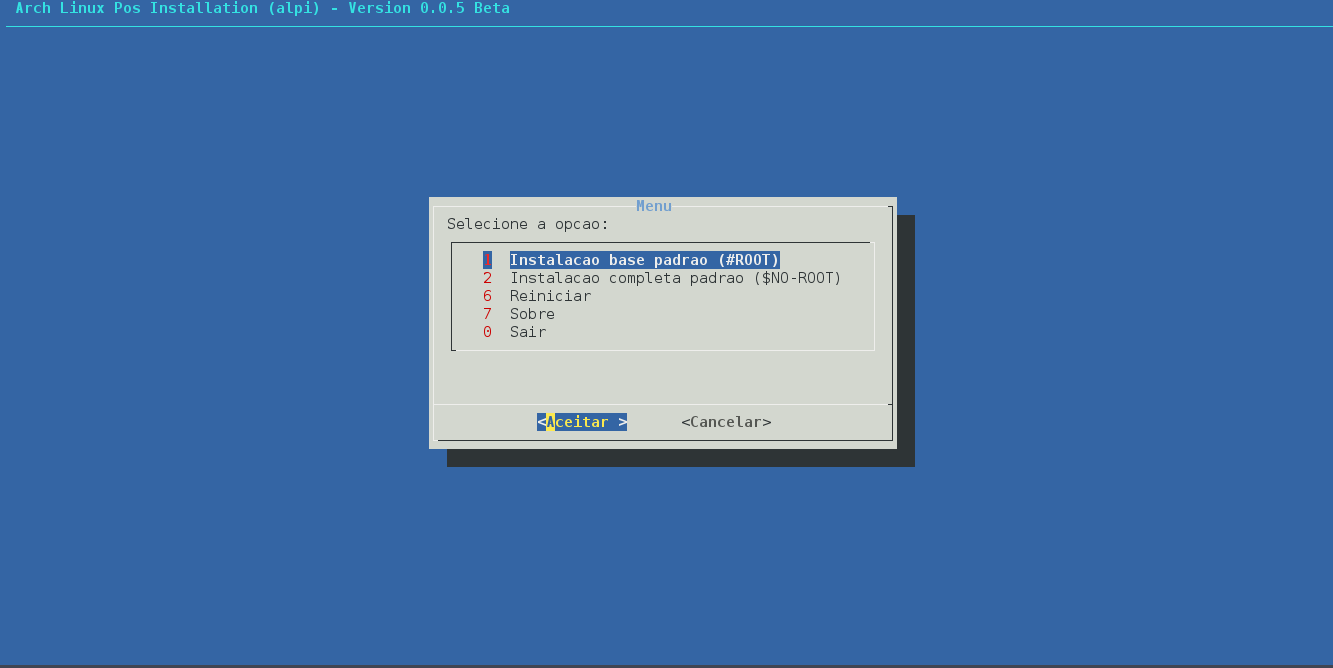 Arch Linux Pos Installation (alpi) - Version 0.0.5 Beta
Menu
Selecione a opcao:
1 Instalacao base padrao (#ROOT)
2 Instalacao completa padrao ($NO-ROOT)
6 Reiniciar
7 Sobre
0 Sair
<Aceitar > <Cancelar>